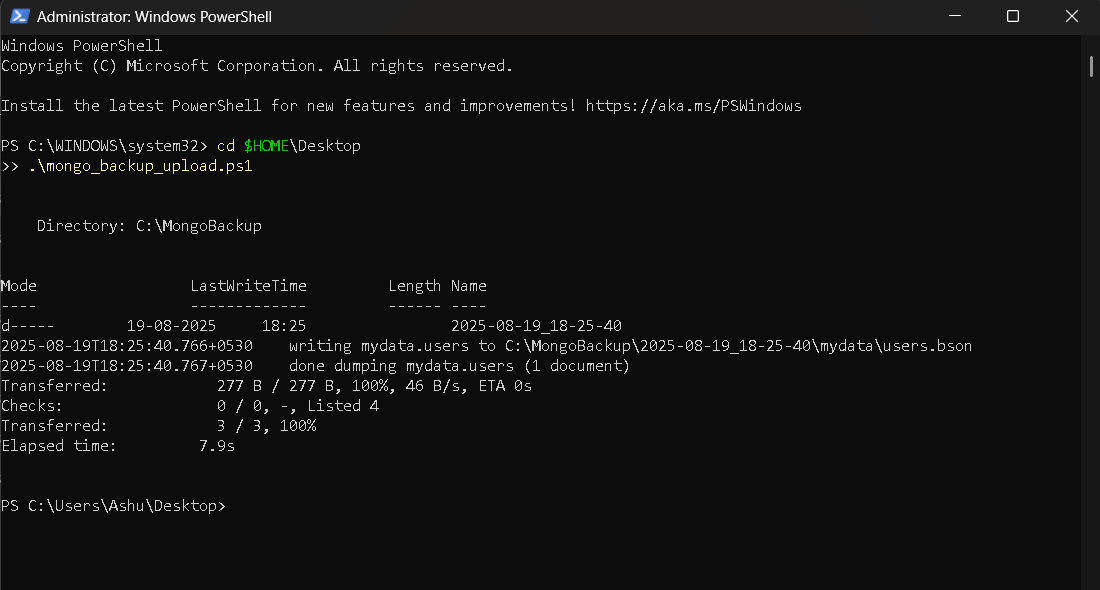 Administrator: Windows PowerShell
Windows PowerShell
Copyright (C) Microsoft Corporation. All rights reserved.
Install the latest PowerShell for new features and improvements! https://aka.ms/PSWindows
PS C:\WINDOWS\system32> cd $HOME\Desktop
>> .\mongo_backup_upload.ps1
    Directory: C:\MongoBackup
Mode                 LastWriteTime         Length Name
----                 -------------         ------ ----
d-----        19-08-2025     18:25                2025-08-19_18-25-40
2025-08-19T18:25:40.766+0530    writing mydata.users to C:\MongoBackup\2025-08-19_18-25-40\mydata\users.bson
2025-08-19T18:25:40.767+0530    done dumping mydata.users (1 document)
Transferred:            277 B / 277 B, 100%, 46 B/s, ETA 0s
Checks:                 0 / 0, -, Listed 4
Transferred:            3 / 3, 100%
Elapsed time:         7.9s
PS C:\Users\Ashu\Desktop>